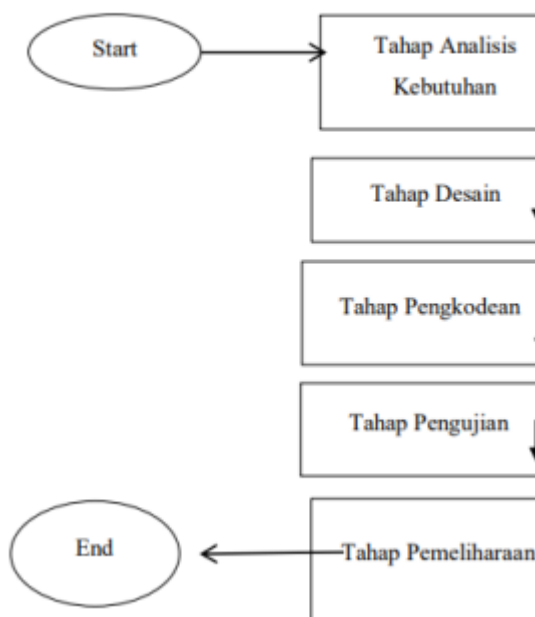 Start
Tahap Analisis
Kebutuhan
Tahap Desain
Tahap Pengkodean
Tahap Pengujian
End
Tahap Pemeliharaan